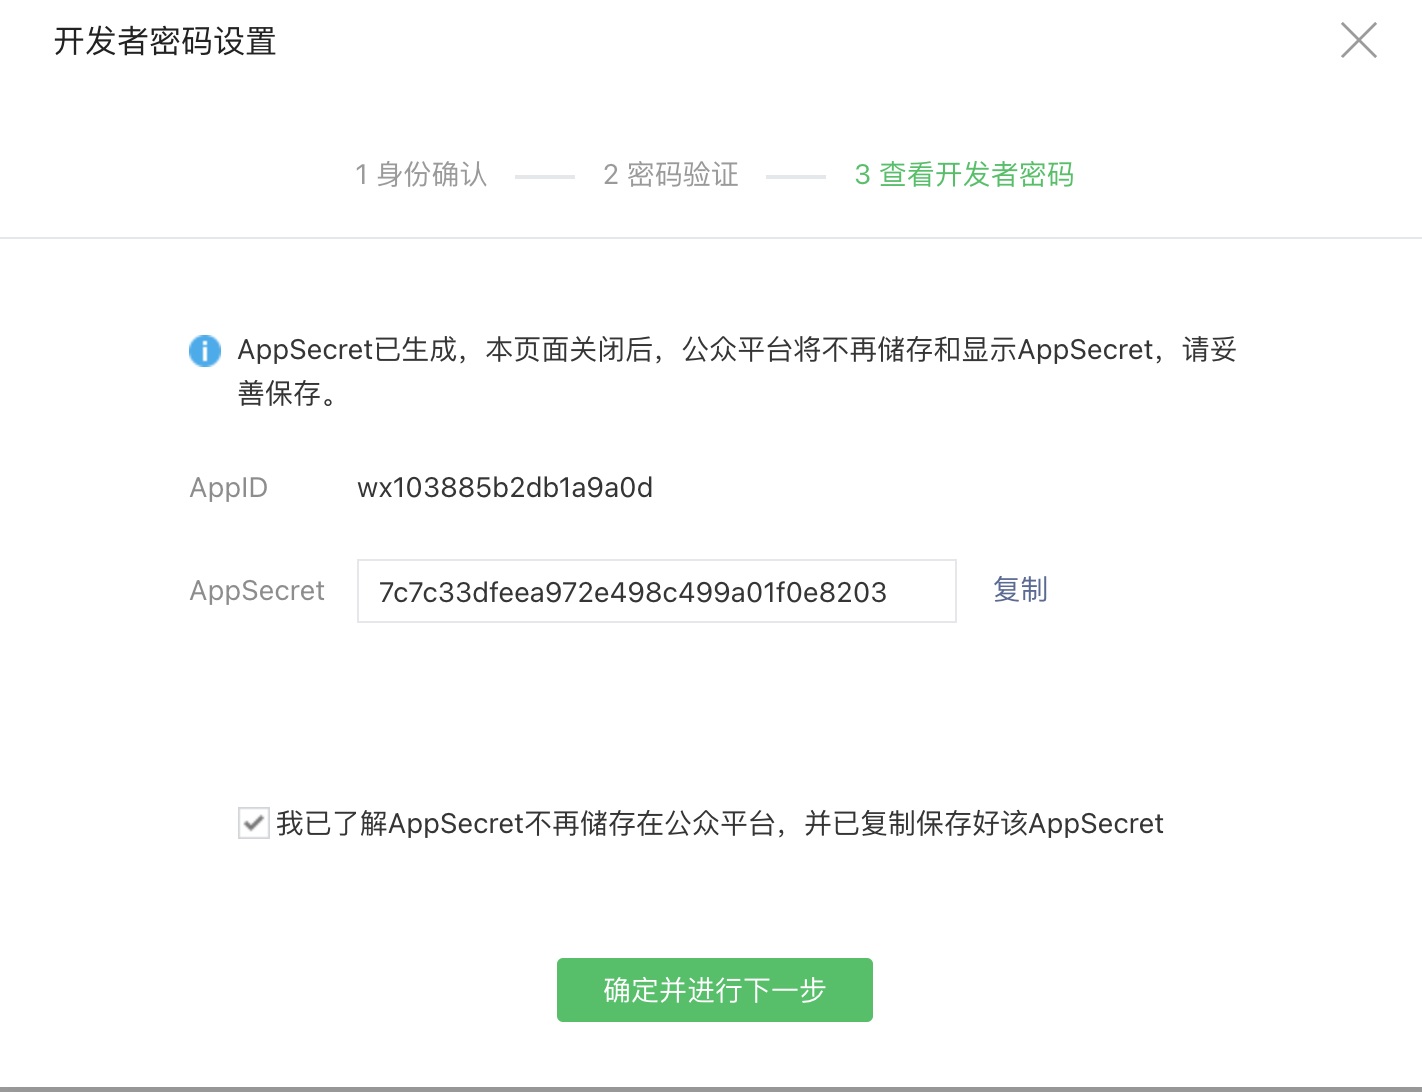 开发者密码设置
1 身份确认 2 密码验证 3 查看开发者密码
AppSecret已生成，本页面关闭后，公众平台将不再储存和显示AppSecret，请妥
善保存。
AppID wx103885b2db1a9a0d
AppSecret 7c7c33dfeea972e498c499a01f0e8203 复制
我已了解AppSecret不再储存在公众平台，并已复制保存好该AppSecret
确定并进行下一步